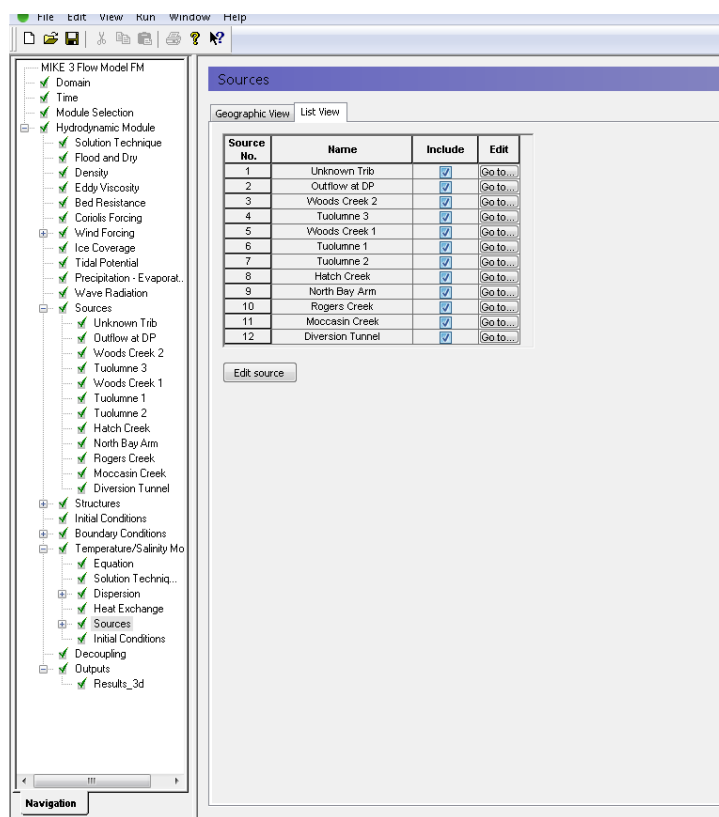 File Edit View Run Window Help
MIKE 3 Flow Model FM
Domain
Time
Module Selection
Hydrodynamic Module
Solution Technique
Flood and Dry
Density
Eddy Viscosity
Bed Resistance
Coriolis Forcing
Wind Forcing
Ice Coverage
Tidal Potential
Precipitation - Evaporat..
Wave Radiation
Sources
Unknown Trib
Outflow at DP
Woods Creek 2
Tuolumne 3
Woods Creek 1
Tuolumne 1
Tuolumne 2
Hatch Creek
North Bay Arm
Rogers Creek
Moccasin Creek
Diversion Tunnel
Structures
Initial Conditions
Boundary Conditions
Temperature/Salinity Mo
Equation
Solution Techniq...
Dispersion
Heat Exchange
Sources
Initial Conditions
Decoupling
Outputs
Results_3d
Navigation
Sources
Geographic View List View
Source No. Name Include Edit
1 Unknown Trib Go to...
2 Outflow at DP Go to...
3 Woods Creek 2 Go to...
4 Tuolumne 3 Go to...
5 Woods Creek 1 Go to...
6 Tuolumne 1 Go to...
7 Tuolumne 2 Go to...
8 Hatch Creek Go to...
9 North Bay Arm Go to...
10 Rogers Creek Go to...
11 Moccasin Creek Go to...
12 Diversion Tunnel Go to...
Edit source